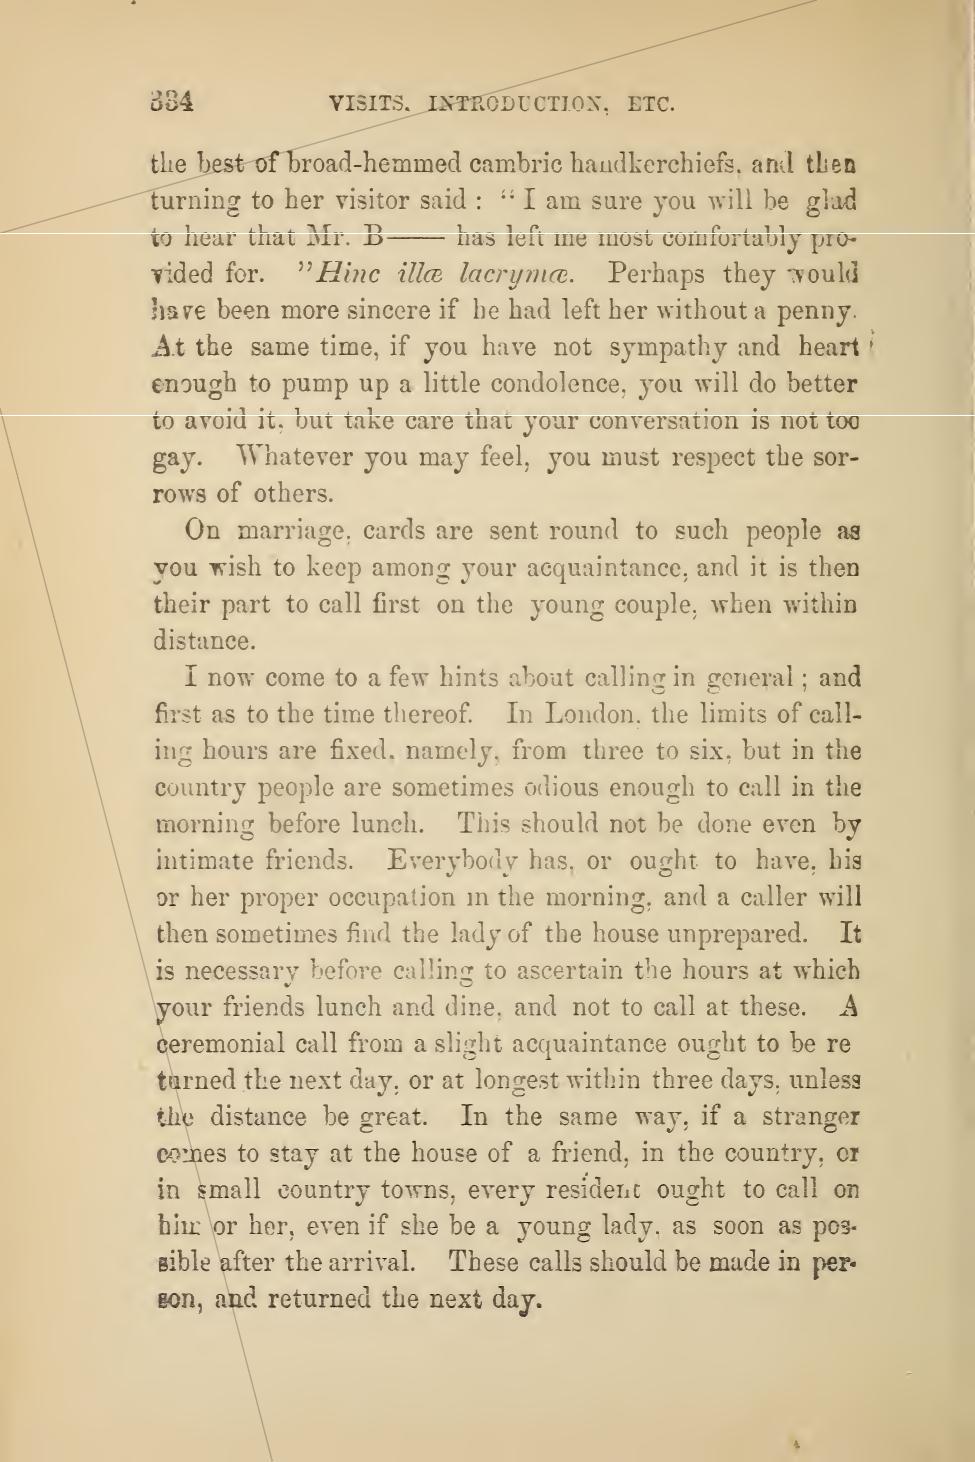 334 VISITS, INTRODUCTION, ETC.
the best of broad-hemmed cambric handkerchiefs, and then
turning to her visitor said : “ I am sure you will be glad
to hear that Mr. B—— has left me most comfortably pro-
vided for. ”Hinc illæ lacrymæ. Perhaps they would
have been more sincere if he had left her without a penny.
At the same time, if you have not sympathy and heart
enough to pump up a little condolence, you will do better
to avoid it, but take care that your conversation is not too
gay. Whatever you may feel, you must respect the sor-
rows of others.
On marriage, cards are sent round to such people as
you wish to keep among your acquaintance, and it is then
their part to call first on the young couple, when within
distance.
I now come to a few hints about calling in general ; and
first as to the time thereof. In London, the limits of call-
ing hours are fixed, namely, from three to six, but in the
country people are sometimes odious enough to call in the
morning before lunch. This should not be done even by
intimate friends. Everybody has, or ought to have, his
or her proper occupation in the morning, and a caller will
then sometimes find the lady of the house unprepared. It
is necessary before calling to ascertain the hours at which
your friends lunch and dine, and not to call at these. A
ceremonial call from a slight acquaintance ought to be re
turned the next day, or at longest within three days, unless
the distance be great. In the same way, if a stranger
comes to stay at the house of a friend, in the country, or
in small country towns, every resident ought to call on
him or her, even if she be a young lady, as soon as pos-
sible after the arrival. These calls should be made in per-
son, and returned the next day.